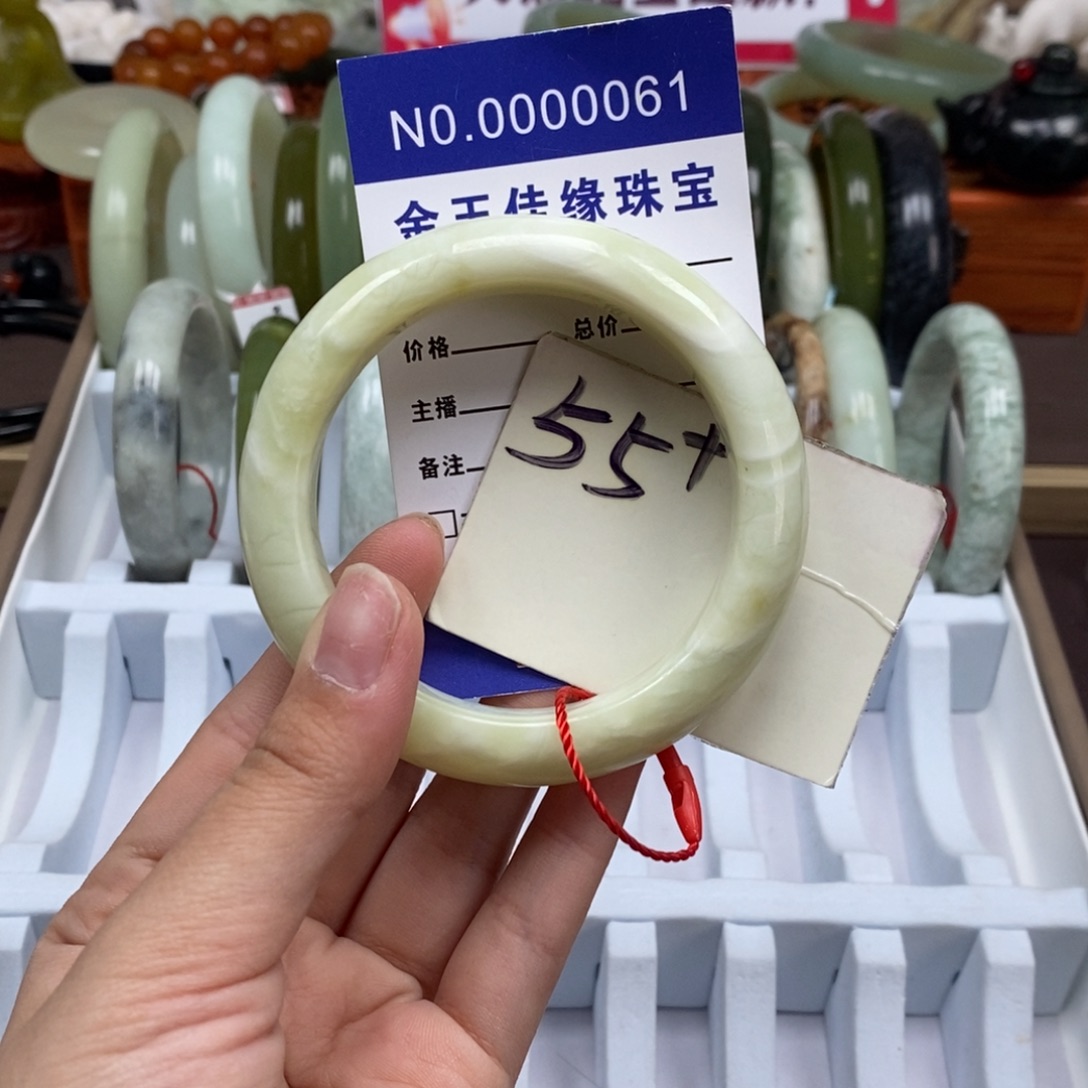 NO.0000061
金玉佳缘珠宝
价格
总价
主播
备注
55+